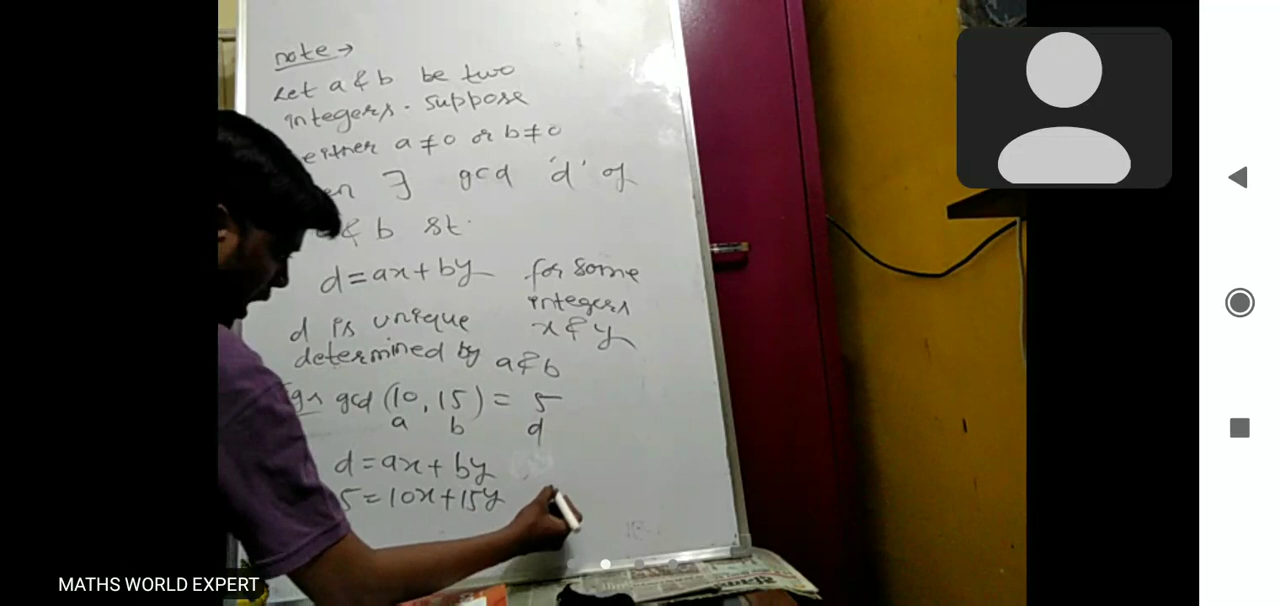 note →
Let a & b be two
integers. suppose
either a ≠ 0 or b ≠ 0
∃ gcd 'd' of
& b st.
d = ax + by for some
integers
d is unique x & y
determined by a & b
gcd (10, 15) = 5
a b d
d = ax + by
5 = 10x + 15y
MATHS WORLD EXPERT